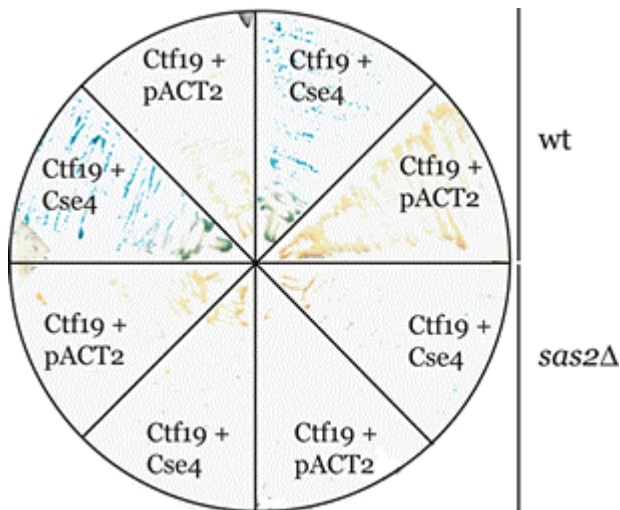 Ctf19 +
pACT2
Ctf19 +
Cse4
Ctf19 +
Cse4
Ctf19 +
pACT2
wt
Ctf19 +
pACT2
Ctf19 +
Cse4
sas2Δ
Ctf19 +
Cse4
Ctf19 +
pACT2